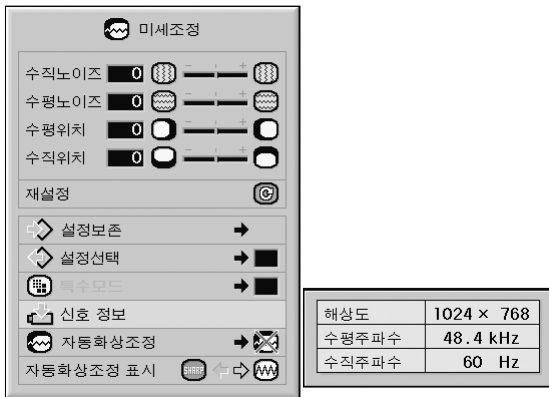 미세조정
수직노이즈 0 - +
수평노이즈 0 - +
수평위치 0 - +
수직위치 0 - +
재설정
설정보존
설정선택
특수모드
신호 정보
자동화상조정
자동화상조정 표시 SHARP
해상도 1024 × 768
수평주파수 48.4 kHz
수직주파수 60 Hz